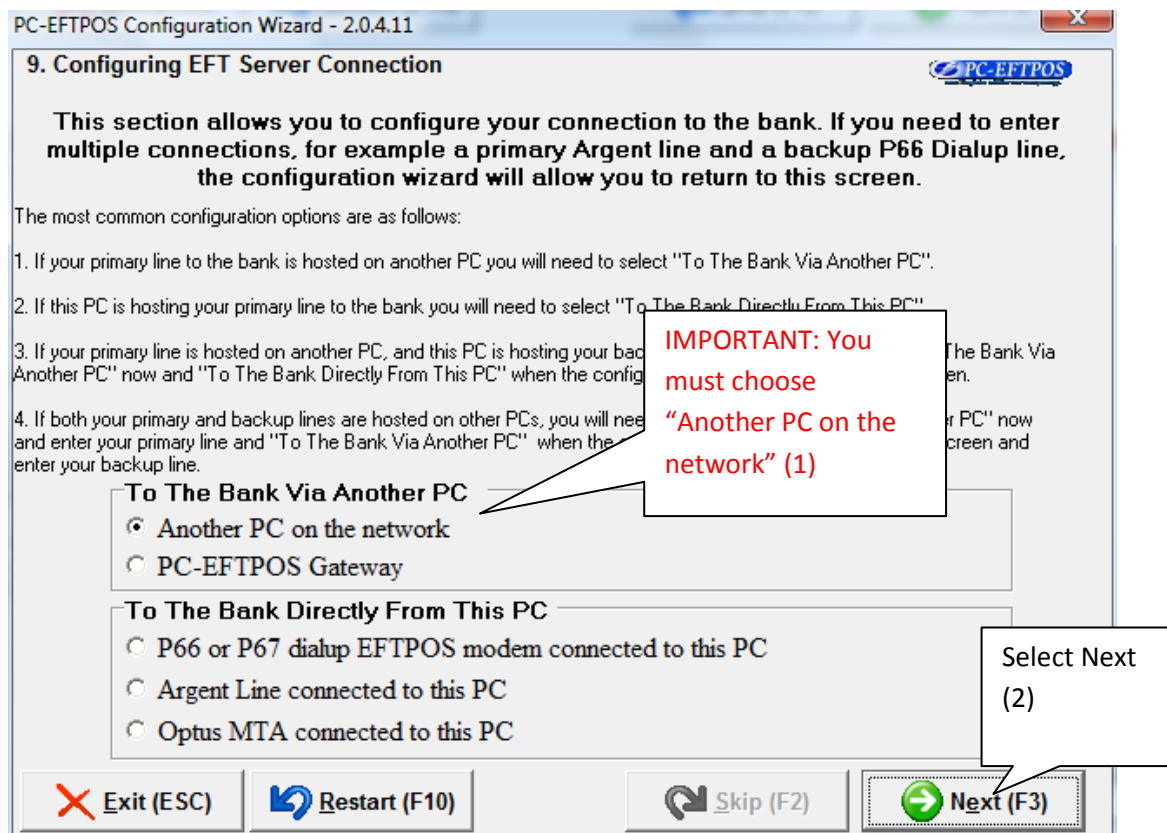 PC-EFTPOS Configuration Wizard - 2.0.4.11
X
9. Configuring EFT Server Connection
PC-EFTPOS
This section allows you to configure your connection to the bank. If you need to enter
multiple connections, for example a primary Argent line and a backup P66 Dialup line,
the configuration wizard will allow you to return to this screen.
The most common configuration options are as follows:
1. If your primary line to the bank is hosted on another PC you will need to select "To The Bank Via Another PC".
2. If this PC is hosting your primary line to the bank you will need to select "To The Bank Directly From This PC"
3. If your primary line is hosted on another PC, and this PC is hosting your bac The Bank Via
Another PC" now and "To The Bank Directly From This PC" when the config en.
4. If both your primary and backup lines are hosted on other PCs, you will nee r PC" now
and enter your primary line and "To The Bank Via Another PC" when the creen and
enter your backup line.
IMPORTANT: You
must choose
“Another PC on the
network” (1)
To The Bank Via Another PC
Another PC on the network
PC-EFTPOS Gateway
To The Bank Directly From This PC
P66 or P67 dialup EFTPOS modem connected to this PC
Argent Line connected to this PC
Optus MTA connected to this PC
Select Next
(2)
Exit (ESC)
Restart (F10)
Skip (F2)
Next (F3)